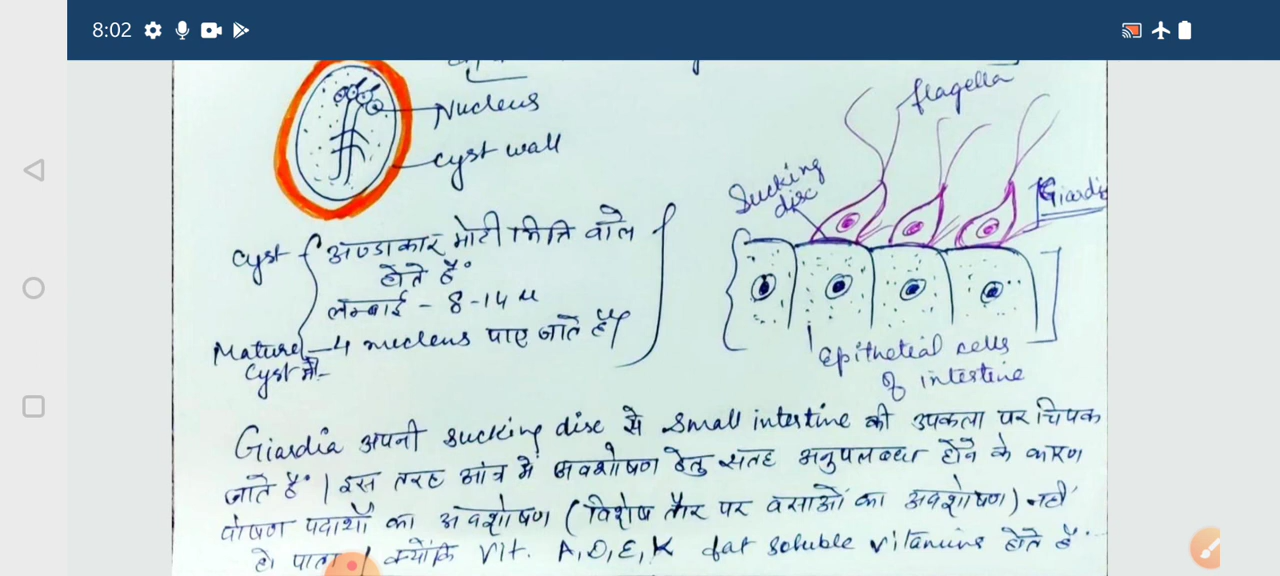 8:02
flagella
Nucleus
cyst wall
Sucking
disc
Giardi
Cyst { अण्डाकार मोटी भित्ति वाले
होते हैं
लम्बाई - 8-14 µ
Mature - 4 nucleus पाए जाते हैं
Cyst में -
Epithetial cells
of intestine
Giardia अपनी sucking disc से small intestine की उपकला पर चिपक
जाते हैं | इस तरह आंत्र में अवशोषण हेतु सतह अनुपलब्ध होने के कारण
पोषण पदार्थों का अवशोषण (विशेष तौर पर वसाओं का अवशोषण) नहीं
हो पाता | क्योंकि Vit. A, D, E, K fat soluble vitamins होते हैं